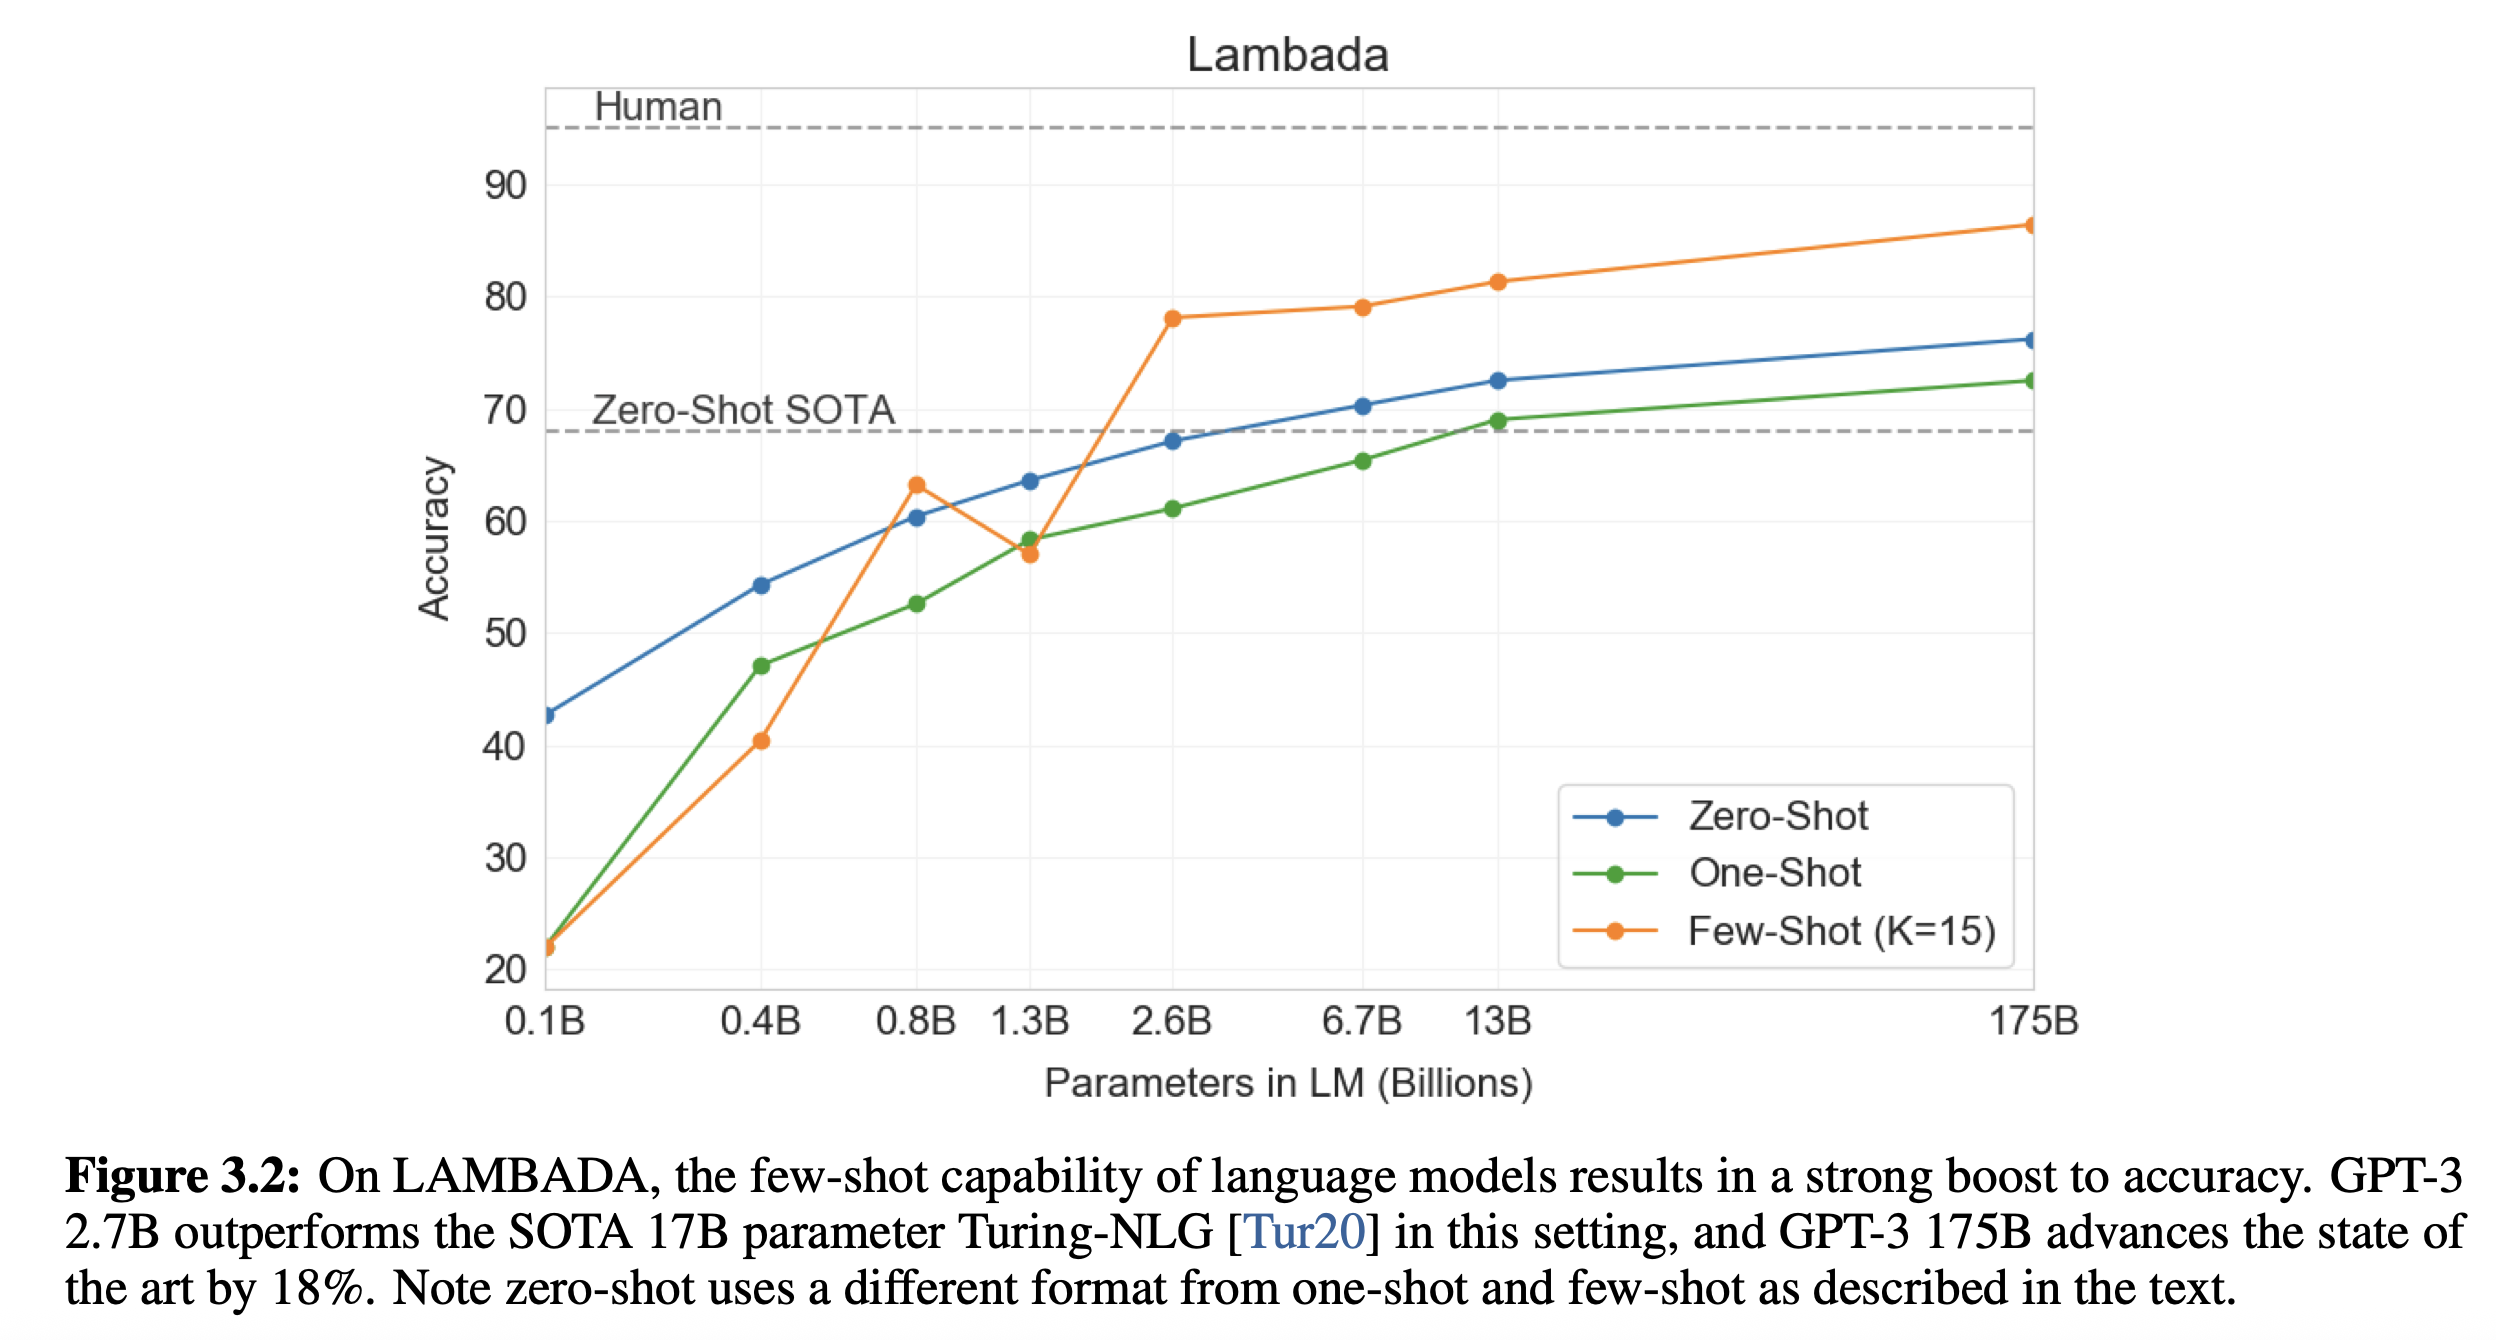 Lambada
Human
90
80
70
Zero-Shot SOTA
60
50
40
30
20
Accuracy
Zero-Shot
One-Shot
Few-Shot (K=15)
0.1B 0.4B 0.8B 1.3B 2.6B 6.7B 13B 175B
Parameters in LM (Billions)
Figure 3.2: On LAMBADA, the few-shot capability of language models results in a strong boost to accuracy. GPT-3
2.7B outperforms the SOTA 17B parameter Turing-NLG [Tur20] in this setting, and GPT-3 175B advances the state of
the art by 18%. Note zero-shot uses a different format from one-shot and few-shot as described in the text.